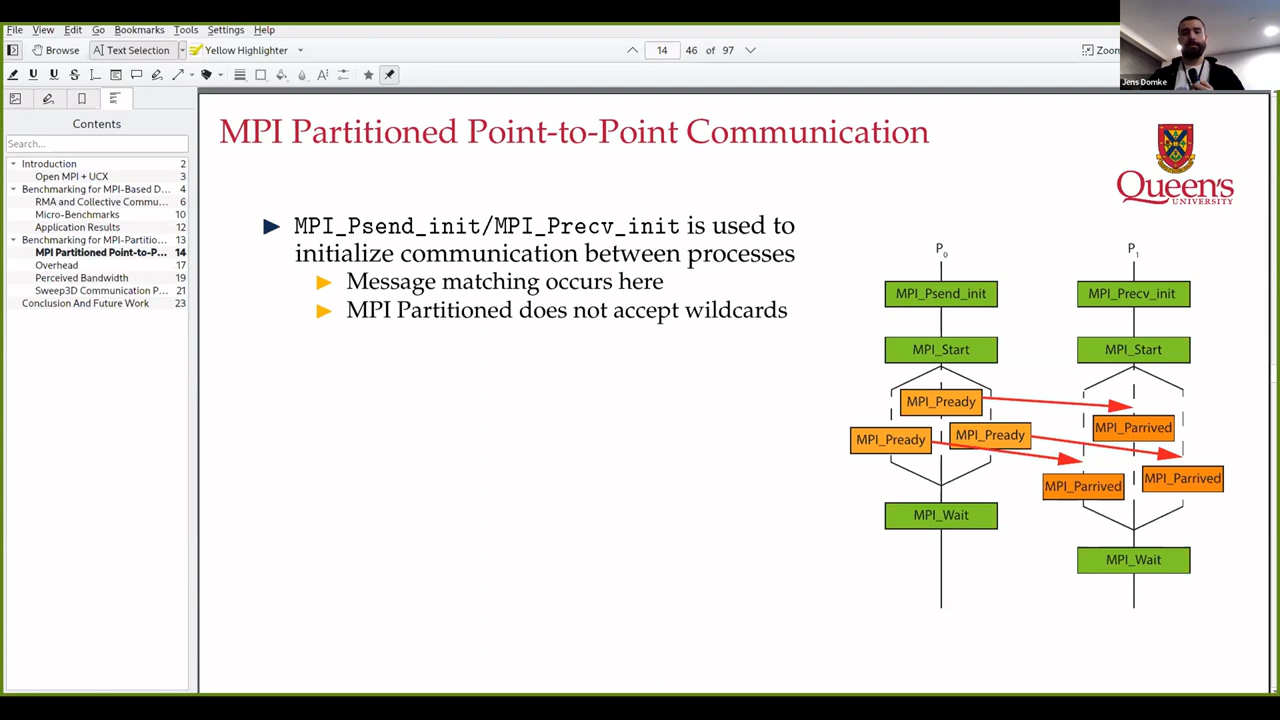 File View Edit Go Bookmarks Tools Settings Help
Browse Text Selection Yellow Highlighter 14 46 of 97 Zoom
Jens Domke
Contents
Search...
Introduction 2
Open MPI + UCX 3
Benchmarking for MPI-Based D... 4
RMA and Collective Commu... 6
Micro-Benchmarks 10
Application Results 12
Benchmarking for MPI-Partitio... 13
MPI Partitioned Point-to-P... 14
Overhead 17
Perceived Bandwidth 19
Sweep3D Communication P... 21
Conclusion And Future Work 23
MPI Partitioned Point-to-Point Communication
Queen's
UNIVERSITY
MPI_Psend_init/MPI_Precv_init is used to
initialize communication between processes
Message matching occurs here
MPI Partitioned does not accept wildcards
P0 P1
MPI_Psend_init MPI_Precv_init
MPI_Start MPI_Start
MPI_Pready
MPI_Parrived
MPI_Pready MPI_Pready
MPI_Parrived MPI_Parrived
MPI_Wait
MPI_Wait